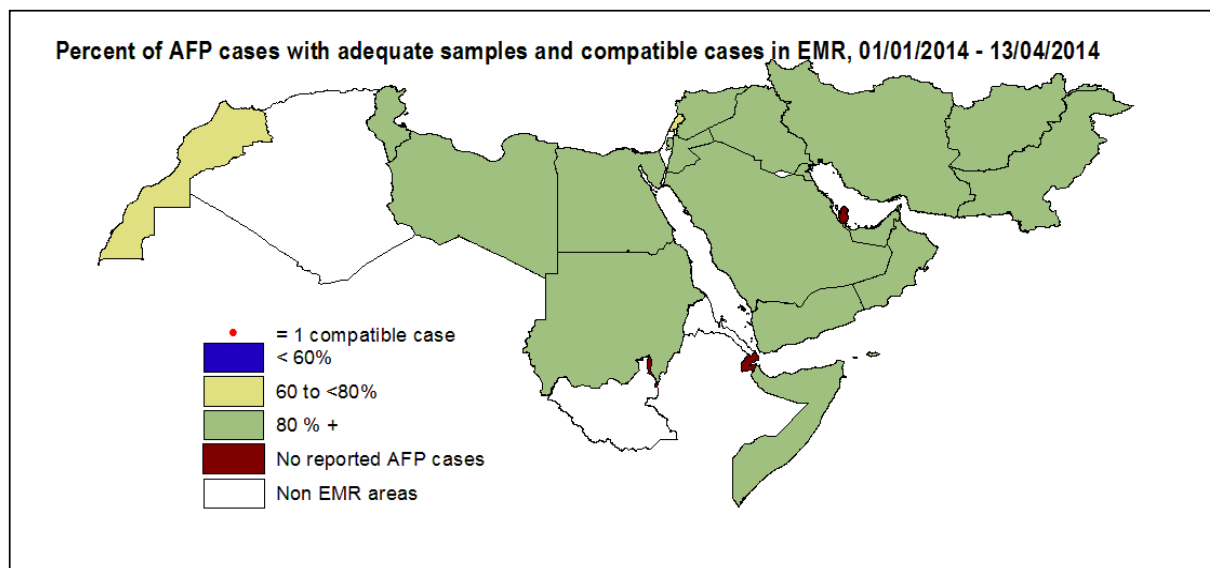 Percent of AFP cases with adequate samples and compatible cases in EMR, 01/01/2014 - 13/04/2014
= 1 compatible case
< 60%
60 to <80%
80 % +
No reported AFP cases
Non EMR areas